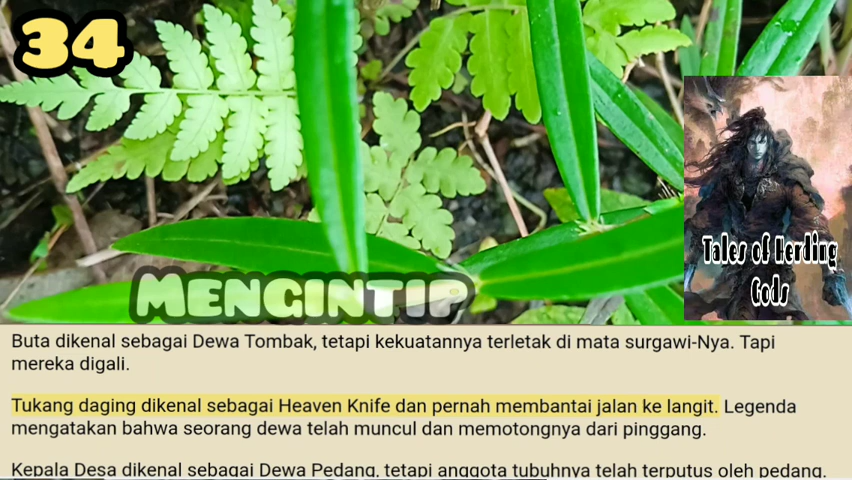 34
Tales of Herding
Gods
MENGINTIP
Buta dikenal sebagai Dewa Tombak, tetapi kekuatannya terletak di mata surgawi-Nya. Tapi
mereka digali.
Tukang daging dikenal sebagai Heaven Knife dan pernah membantai jalan ke langit. Legenda
mengatakan bahwa seorang dewa telah muncul dan memotongnya dari pinggang.
Kepala Desa dikenal sebagai Dewa Pedang, tetapi anggota tubuhnya telah terputus oleh pedang.